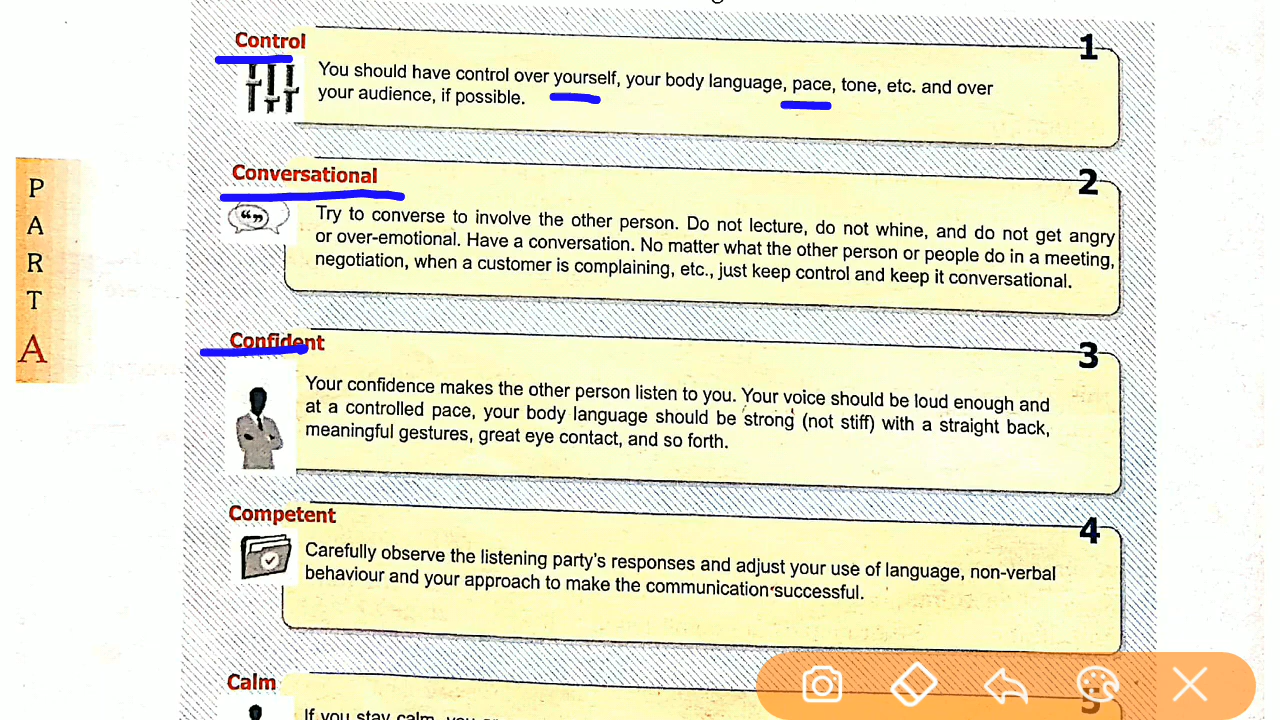 Control
1
You should have control over yourself, your body language, pace, tone, etc. and over
your audience, if possible.
Conversational
2
Try to converse to involve the other person. Do not lecture, do not whine, and do not get angry
or over-emotional. Have a conversation. No matter what the other person or people do in a meeting,
negotiation, when a customer is complaining, etc., just keep control and keep it conversational.
Confident
3
Your confidence makes the other person listen to you. Your voice should be loud enough and
at a controlled pace, your body language should be strong (not stiff) with a straight back,
meaningful gestures, great eye contact, and so forth.
Competent
4
Carefully observe the listening party's responses and adjust your use of language, non-verbal
behaviour and your approach to make the communication successful.
Calm
5
If you stay calm, you
P
A
R
T
A